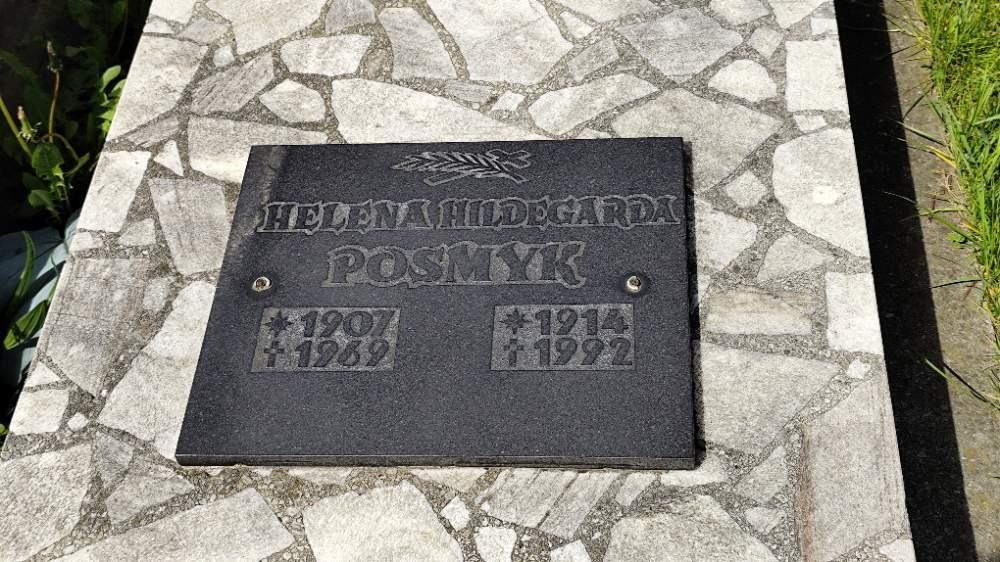 HELENA HILDEGARDA
POSMYK
* 1907 * 1914
† 1969 † 1992